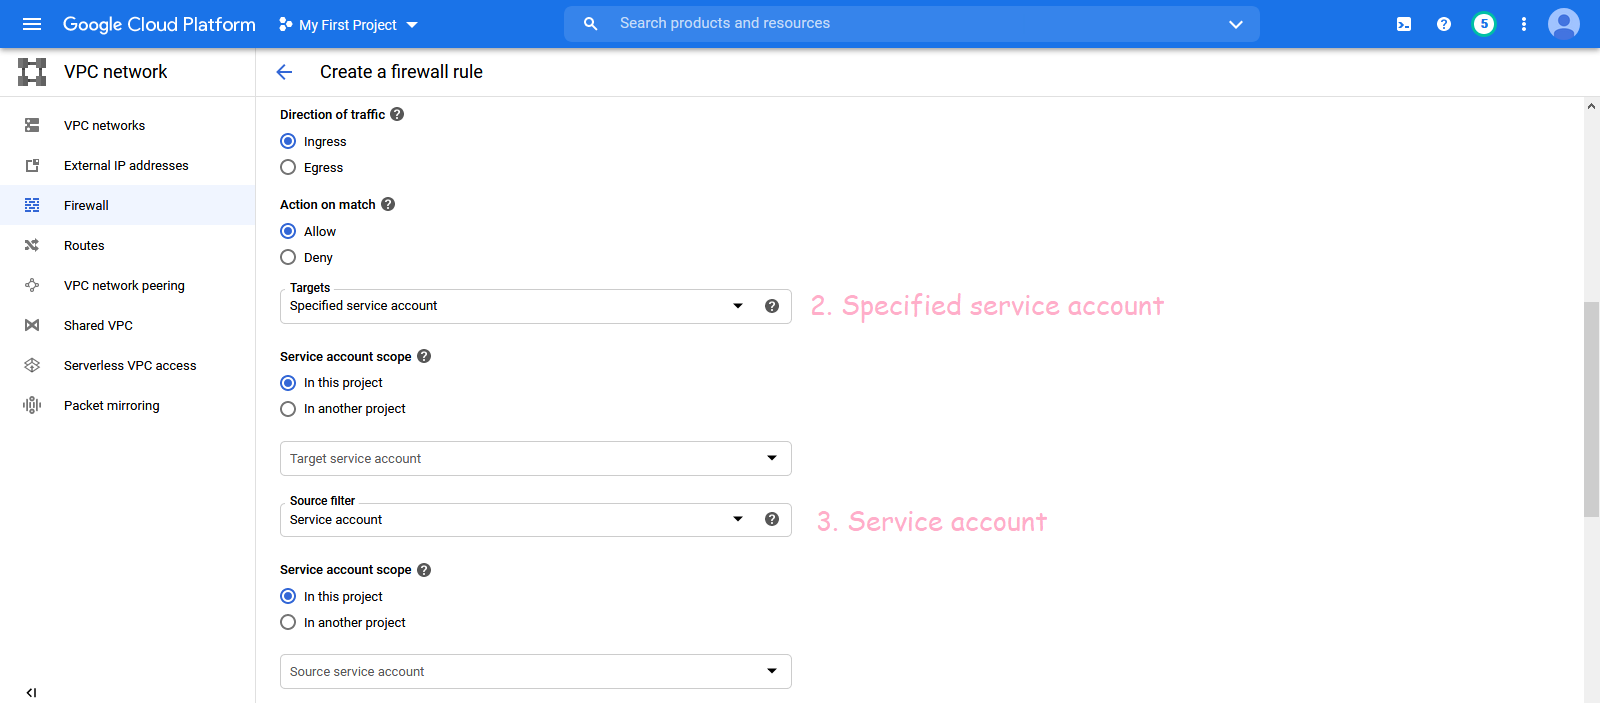 Google Cloud Platform My First Project Search products and resources 5
VPC network Create a firewall rule
VPC networks
External IP addresses
Firewall
Routes
VPC network peering
Shared VPC
Serverless VPC access
Packet mirroring
Direction of traffic
Ingress
Egress
Action on match
Allow
Deny
Targets
Specified service account
2. Specified service account
Service account scope
In this project
In another project
Target service account
Source filter
Service account
3. Service account
Service account scope
In this project
In another project
Source service account